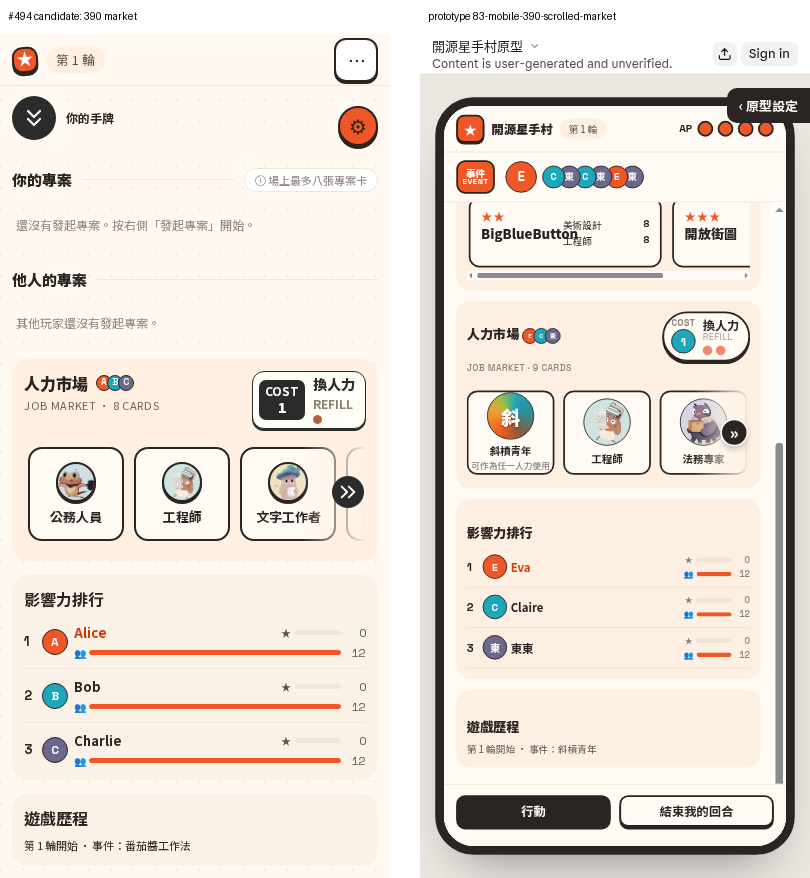 #494 candidate: 390 market
第 1 輪
你的手牌
你的專案
ⓘ 場上最多八張專案卡
還沒有發起專案。按右側「發起專案」開始。
他人的專案
其他玩家還沒有發起專案。
人力市場
A B C
JOB MARKET · 8 CARDS
COST 1
換人力
REFILL
公務人員
工程師
文字工作者
影響力排行
1 A Alice ★ 0
12
2 B Bob ★ 0
12
3 C Charlie ★ 0
12
遊戲歷程
第 1 輪開始 · 事件：番茄醬工作法
prototype 83-mobile-390-scrolled-market
開源星手村原型
Content is user-generated and unverified.
Sign in
‹ 原型設定
開源星手村
第 1 輪
AP
事件
EVENT
E
C 東 C 東 E 東
★★
BigBlueButton
美術設計 8
工程師 8
★★★
開放街圖
人力市場
E C 東
JOB MARKET · 9 CARDS
COST
1
換人力
REFILL
斜
斜槓青年
可作為任一人力使用
工程師
法務專家
»
影響力排行
1 E Eva ★ 0
12
2 C Claire ★ 0
12
3 東 東東 ★ 0
12
遊戲歷程
第 1 輪開始 · 事件：斜槓青年
行動
結束我的回合